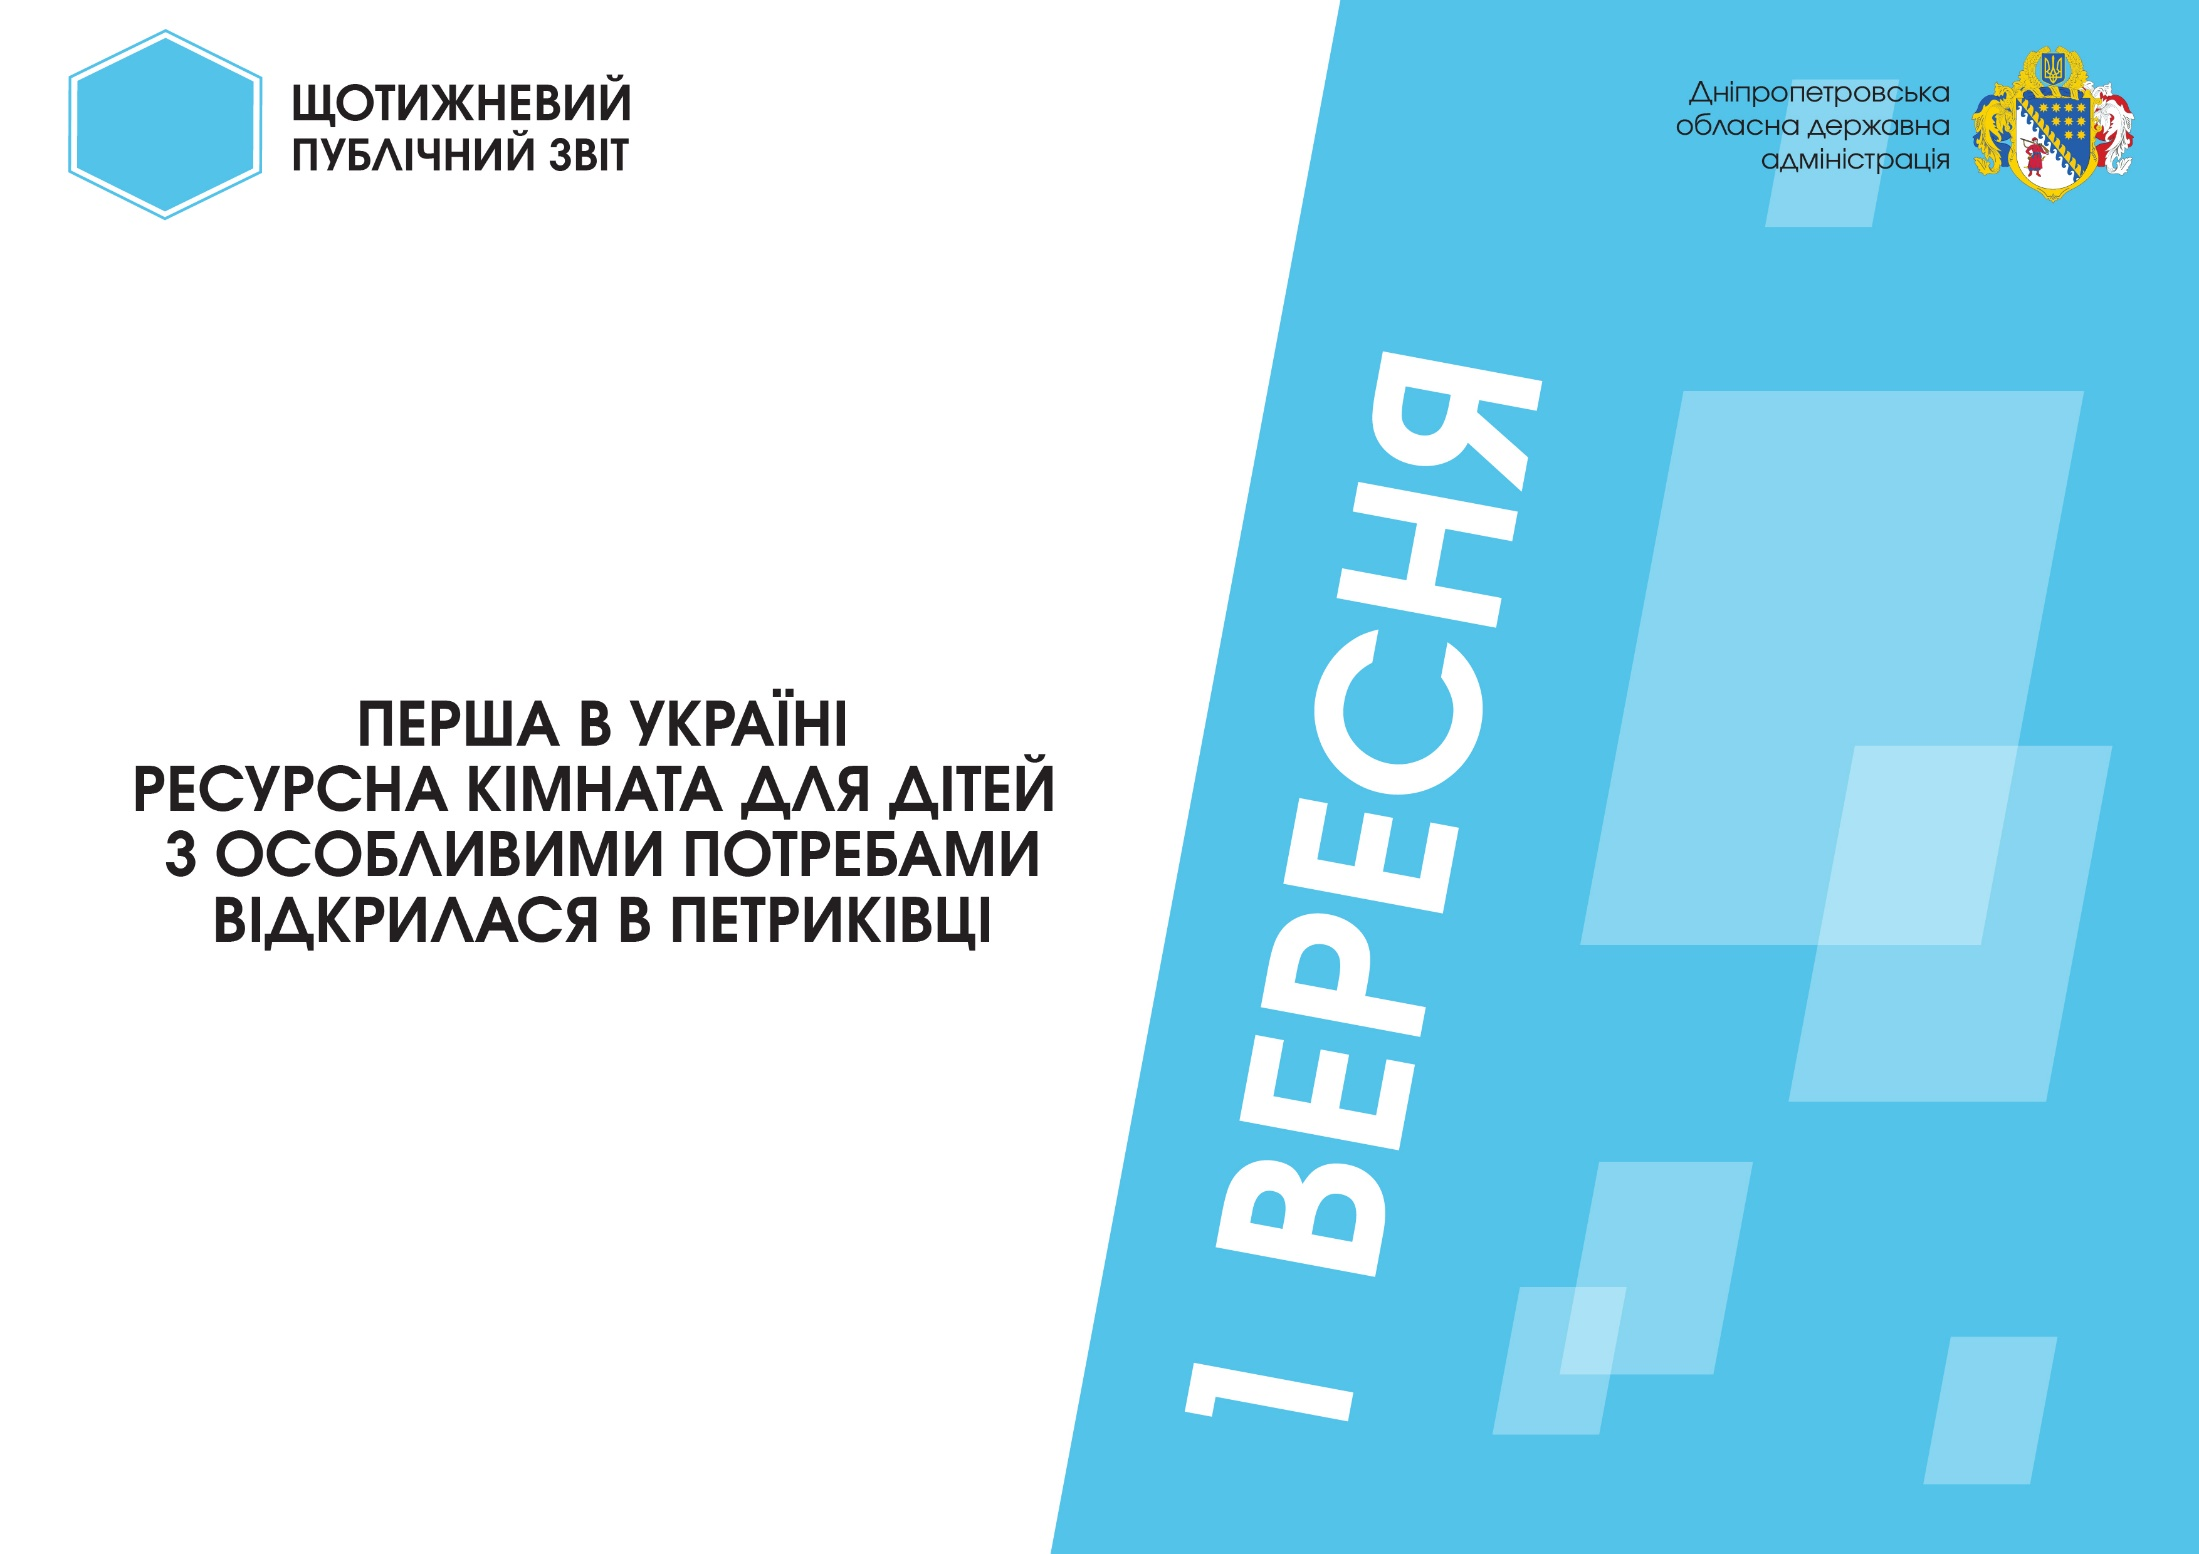 ЩОТИЖНЕВИЙ
ПУБЛІЧНИЙ ЗВІТ
Дніпропетровська
обласна державна
адміністрація
ПЕРША В УКРАЇНІ
РЕСУРСНА КІМНАТА ДЛЯ ДІТЕЙ
З ОСОБЛИВИМИ ПОТРЕБАМИ
ВІДКРИЛАСЯ В ПЕТРИКІВЦІ
1 ВЕРЕСНЯ